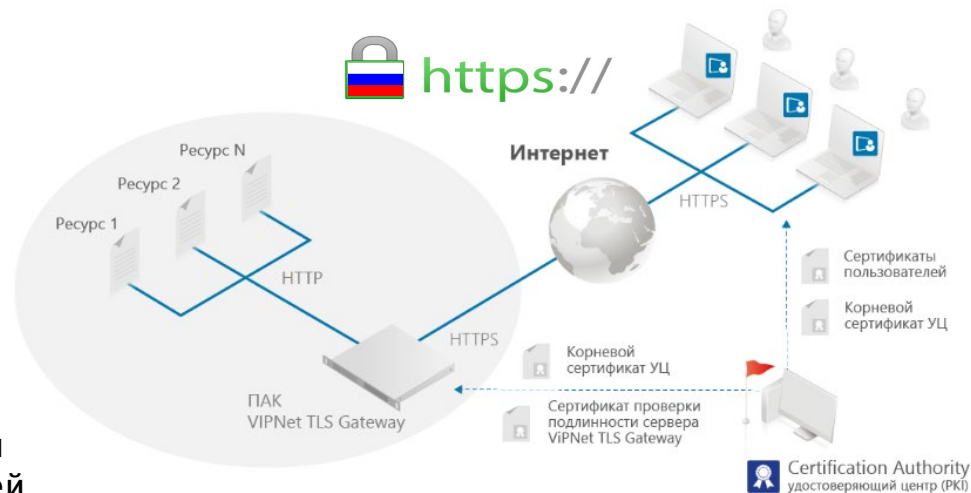 https://
Ресурс N
Ресурс 2
Ресурс 1
Интернет
HTTPS
HTTP
HTTPS
Сертификаты
пользователей
Корневой
сертификат УЦ
Корневой
сертификат УЦ
ПАК
ViPNet TLS Gateway
Сертификат проверки
подлинности сервера
ViPNet TLS Gateway
Certification Authority
удостоверяющий центр (PKI)